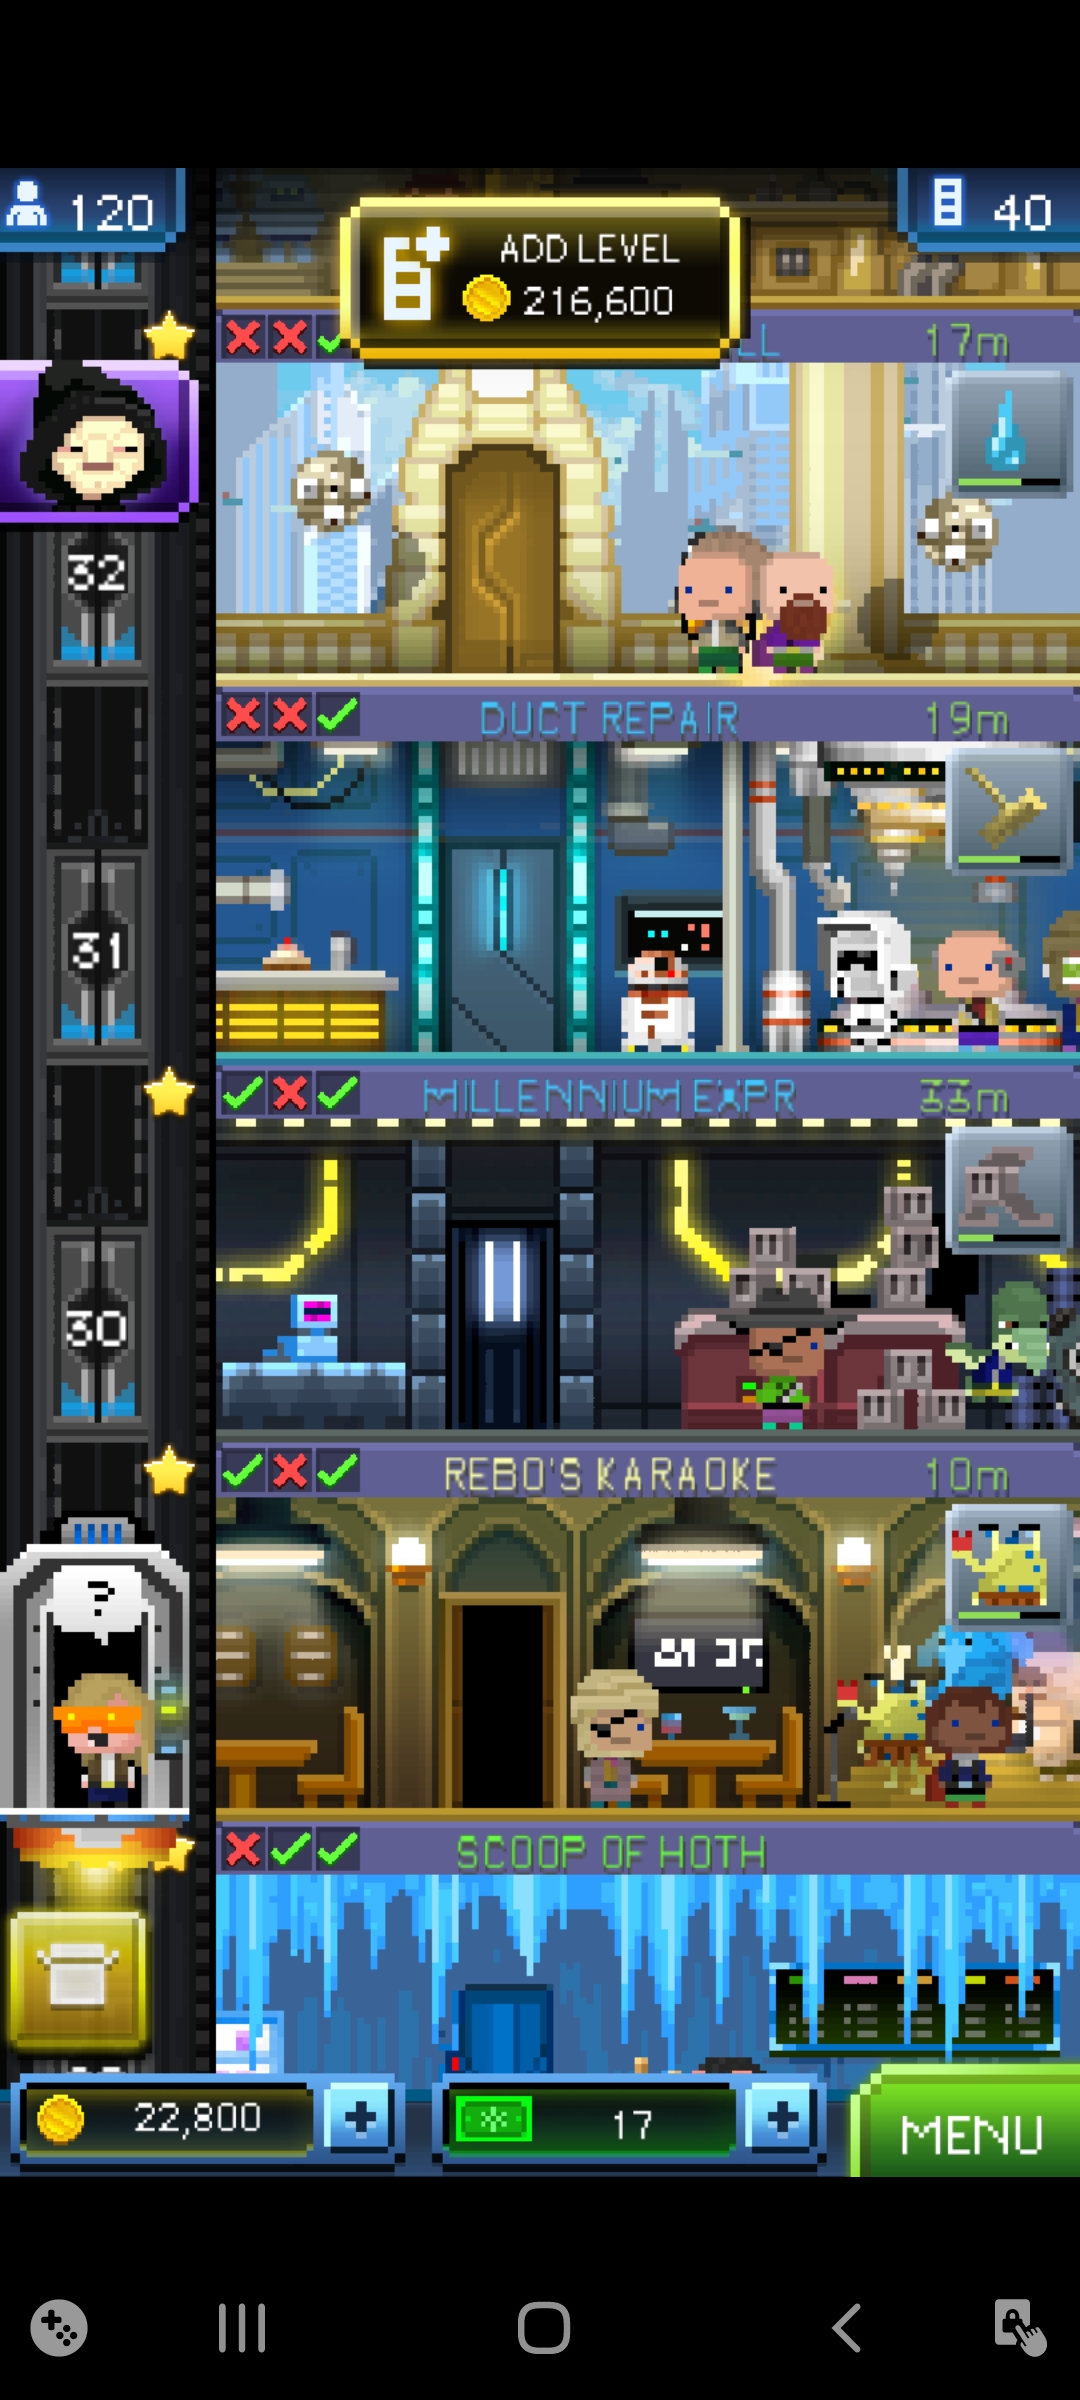 120
ADD LEVEL
216,600
40
LL
17m
32
DUCT REPAIR
19m
31
MILLENNIUM EXPR
33m
30
REBO'S KARAOKE
10m
?
SCOOP OF HOTH
22,800
17
MENU